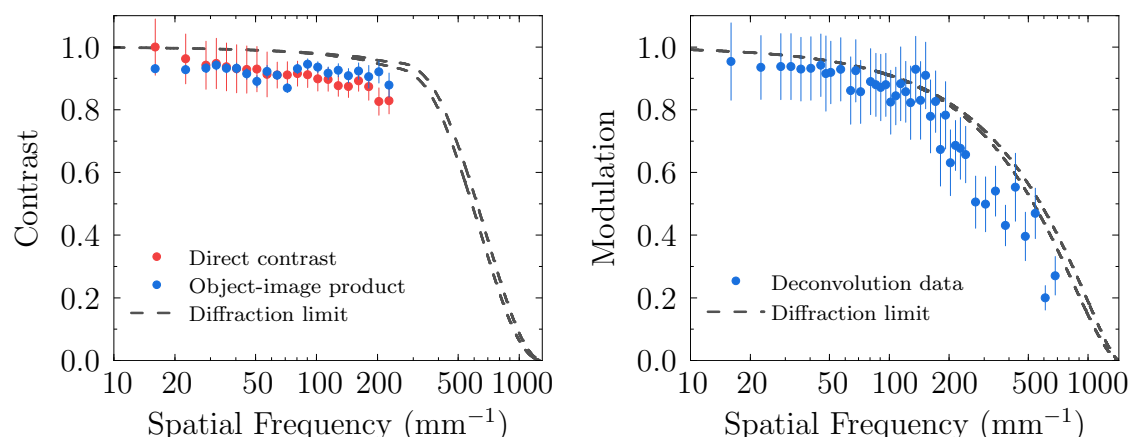 1.0
0.8
0.6
0.4
0.2
0.0
Contrast
Direct contrast
Object-image product
Diffraction limit
10 20 50 100 200 500 1000
Spatial Frequency (mm⁻¹)
1.0
0.8
0.6
0.4
0.2
0.0
Modulation
Deconvolution data
Diffraction limit
10 20 50 100 200 500 1000
Spatial Frequency (mm⁻¹)